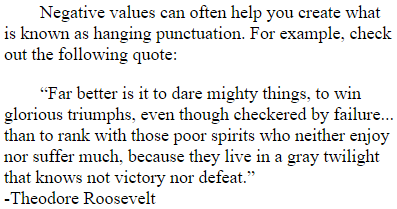 Negative values can often help you create what
is known as hanging punctuation. For example, check
out the following quote:
“Far better is it to dare mighty things, to win
glorious triumphs, even though checkered by failure...
than to rank with those poor spirits who neither enjoy
nor suffer much, because they live in a gray twilight
that knows not victory nor defeat.”
-Theodore Roosevelt